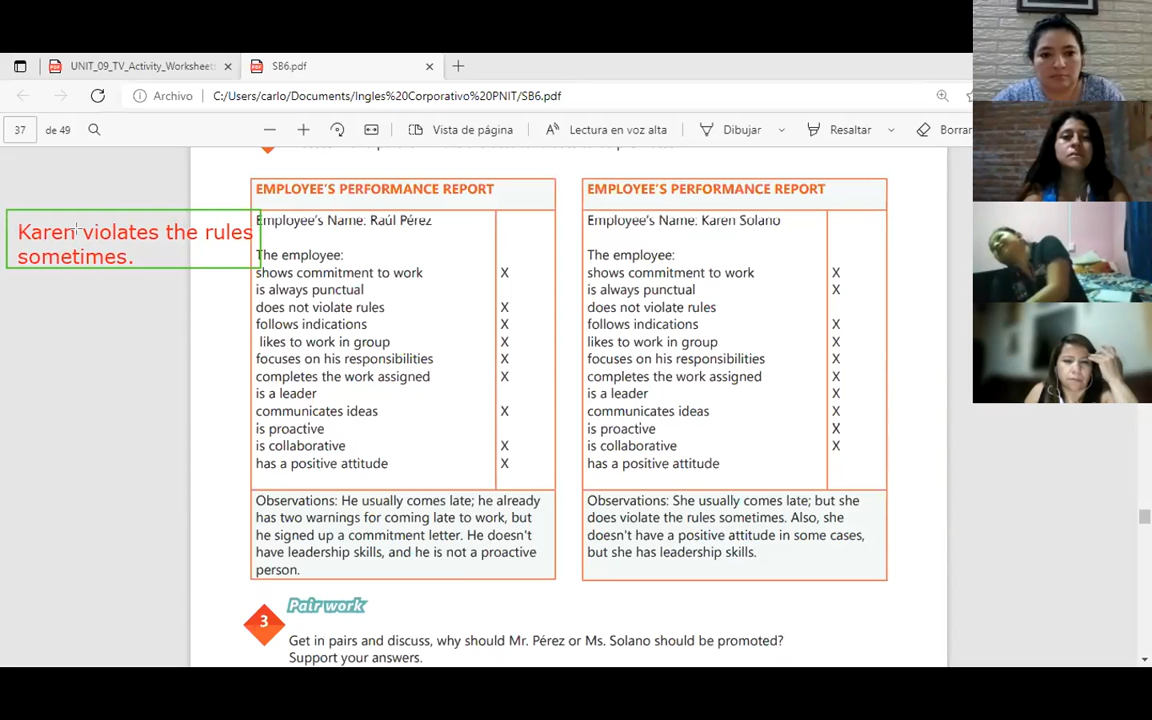 UNIT_09_TV_Activity_Worksheet
SB6.pdf
Archivo
C:/Users/carlo/Documents/Ingles%20Corporativo%20PNIT/SB6.pdf
37
de 49
Vista de página
Lectura en voz alta
Dibujar
Resaltar
Borrar
Karen violates the rules
sometimes.
EMPLOYEE'S PERFORMANCE REPORT
Employee's Name: Raúl Pérez
The employee:
shows commitment to work X
is always punctual
does not violate rules X
follows indications X
likes to work in group X
focuses on his responsibilities X
completes the work assigned X
is a leader
communicates ideas X
is proactive
is collaborative X
has a positive attitude X
Observations: He usually comes late; he already
has two warnings for coming late to work, but
he signed up a commitment letter. He doesn't
have leadership skills, and he is not a proactive
person.
EMPLOYEE'S PERFORMANCE REPORT
Employee's Name: Karen Solano
The employee:
shows commitment to work X
is always punctual X
does not violate rules
follows indications X
likes to work in group X
focuses on his responsibilities X
completes the work assigned X
is a leader X
communicates ideas X
is proactive X
is collaborative X
has a positive attitude
Observations: She usually comes late; but she
does violate the rules sometimes. Also, she
doesn't have a positive attitude in some cases,
but she has leadership skills.
3
Pair work
Get in pairs and discuss, why should Mr. Pérez or Ms. Solano should be promoted?
Support your answers.